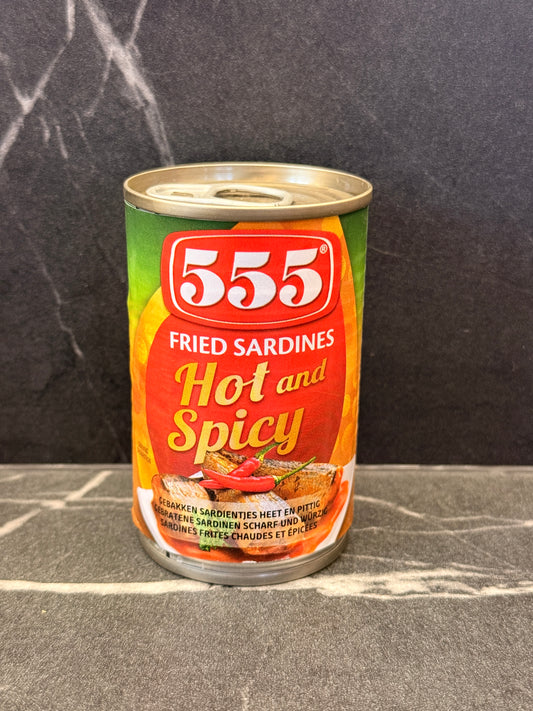 555®
FRIED SARDINES
Hot and
Spicy
GEBAKKEN SARDIENTJES HEET EN PITTIG
GEBRATENE SARDINEN SCHARF UND WÜRZIG
SARDINES FRITES CHAUDES ET ÉPICÉES